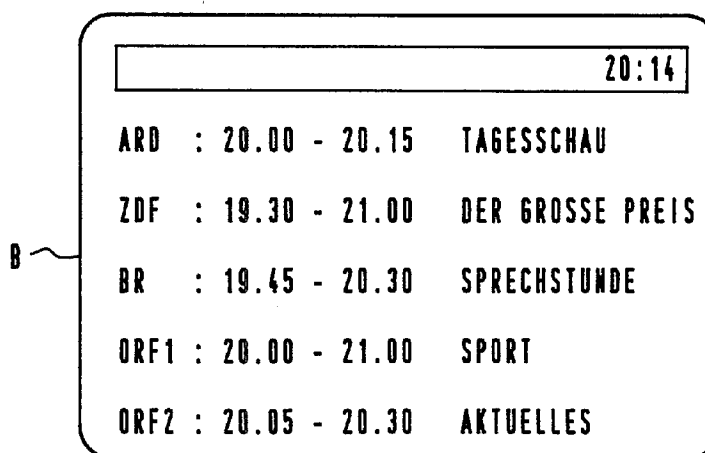 20:14
ARD : 20.00 - 20.15 TAGESSCHAU
ZDF : 19.30 - 21.00 DER GROSSE PREIS
B
BR : 19.45 - 20.30 SPRECHSTUNDE
ORF1 : 20.00 - 21.00 SPORT
ORF2 : 20.05 - 20.30 AKTUELLES